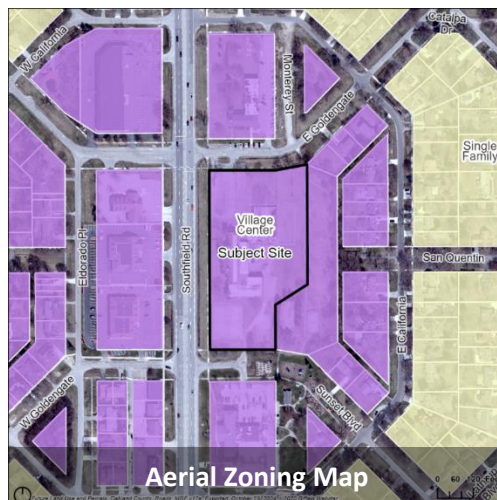 Catalpa
Dr
W California
Monterey St
E Goldengate
Single
Family
Village
Center
Subject Site
Eldorado Pl
Southfield Rd
San Quentin
E California
W Goldengate
Sunset Blvd
Aerial Zoning Map
0 60 120 Ft